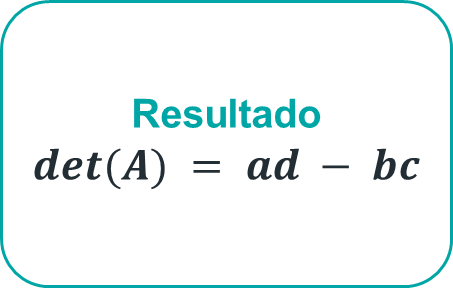 Resultado
det(A) = ad − bc